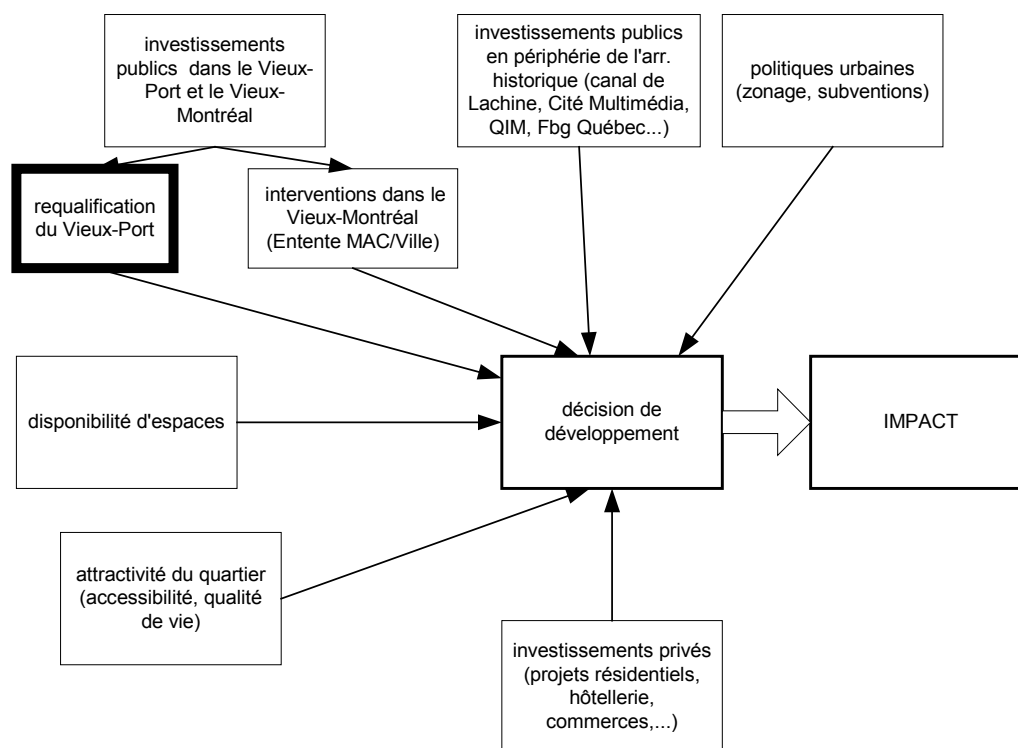 investissements
publics dans le Vieux-
Port et le Vieux-
Montréal
investissements publics
en périphérie de l'arr.
historique (canal de
Lachine, Cité Multimédia,
QIM, Fbg Québec...)
politiques urbaines
(zonage, subventions)
requalification
du Vieux-Port
interventions dans le
Vieux-Montréal
(Entente MAC/Ville)
disponibilité d'espaces
décision de
développement
IMPACT
attractivité du quartier
(accessibilité, qualité
de vie)
investissements privés
(projets résidentiels,
hôtellerie,
commerces,...)